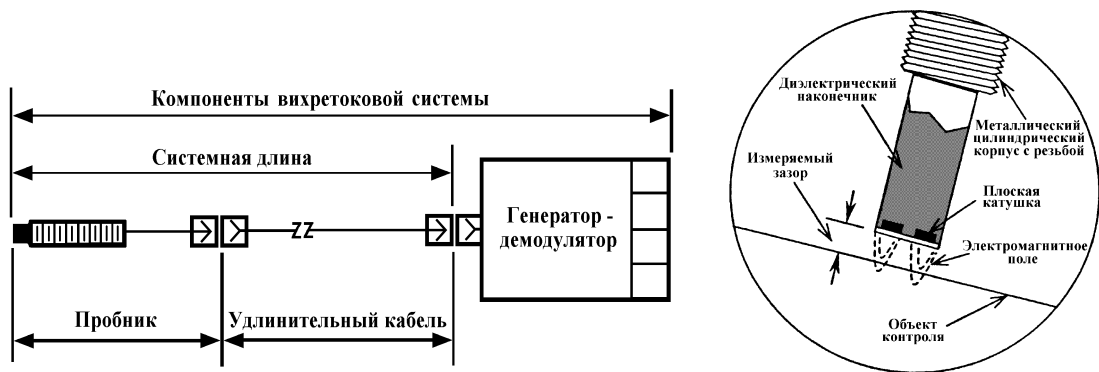 Компоненты вихретоковой системы
Системная длина
Генератор -
демодулятор
ZZ
Пробник
Удлинительный кабель
Диэлектрический
наконечник
Металлический
цилиндрический
корпус с резьбой
Измеряемый
зазор
Плоская
катушка
Электромагнитное
поле
Объект
контроля